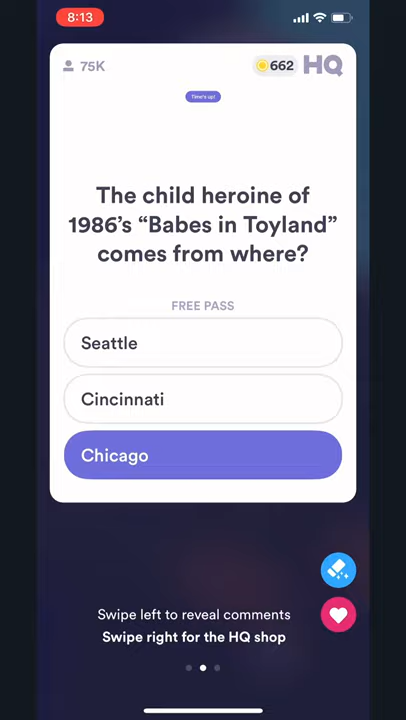 8:13
75K
662 HQ
Time's up!
The child heroine of
1986's “Babes in Toyland”
comes from where?
FREE PASS
Seattle
Cincinnati
Chicago
Swipe left to reveal comments
Swipe right for the HQ shop